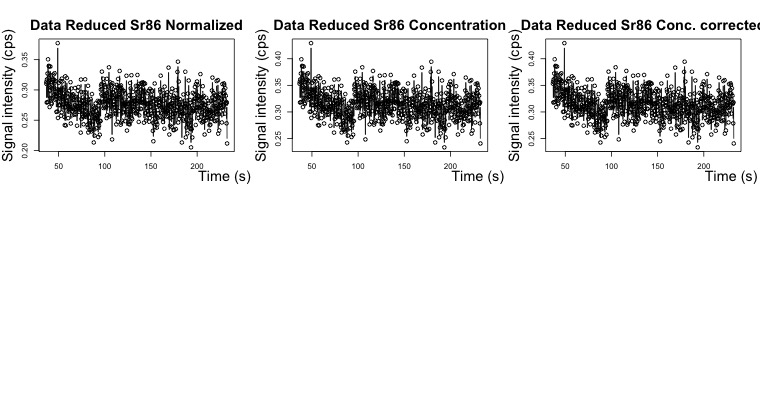 Data Reduced Sr86 Normalized
Signal intensity (cps)
0.35
0.30
0.25
0.20
50
100
150
200
Time (s)
Data Reduced Sr86 Concentration
Signal intensity (cps)
0.40
0.35
0.30
0.25
50
100
150
200
Time (s)
Data Reduced Sr86 Conc. corrected
Signal intensity (cps)
0.40
0.35
0.30
0.25
50
100
150
200
Time (s)